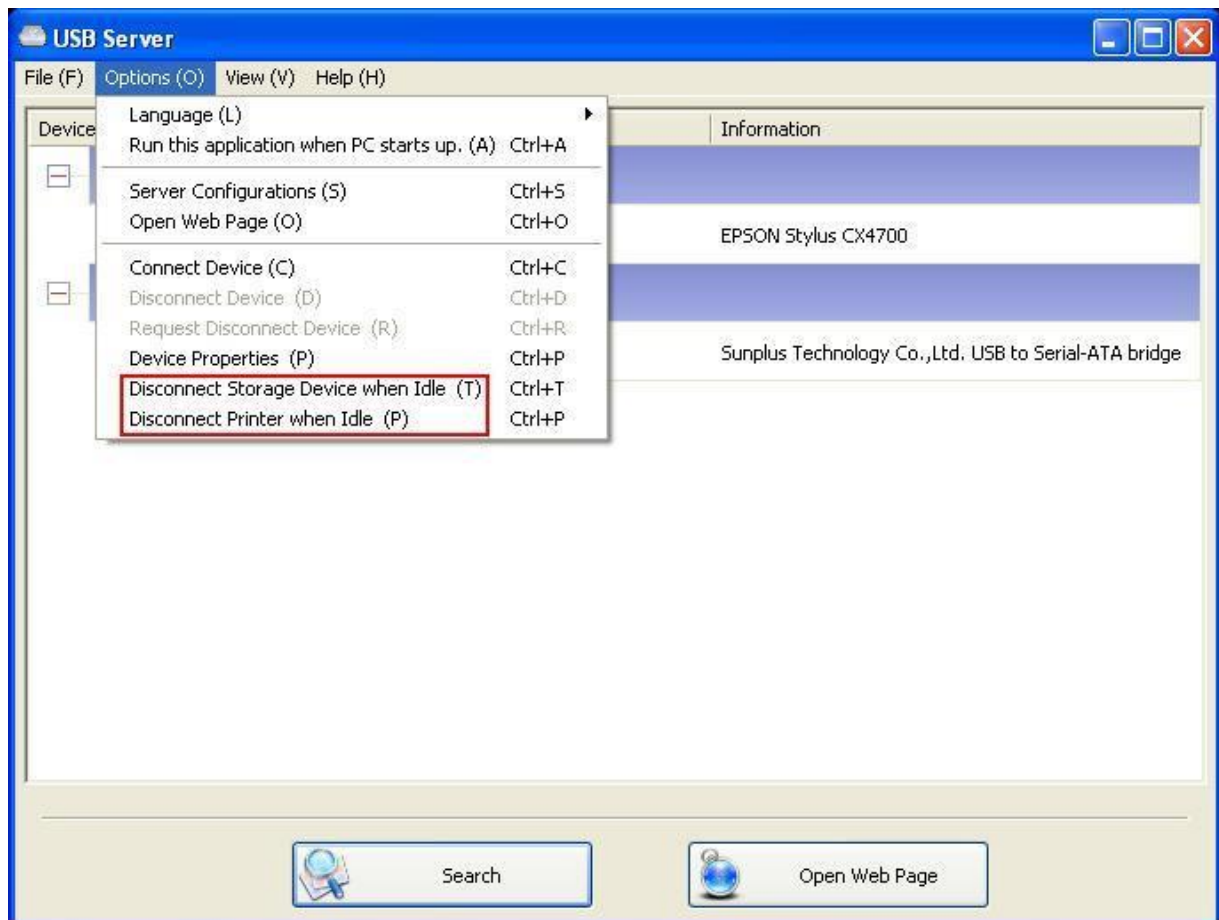 USB Server
File (F) Options (O) View (V) Help (H)
Device Information
Language (L)
Run this application when PC starts up. (A) Ctrl+A
Server Configurations (S) Ctrl+S
Open Web Page (O) Ctrl+O
EPSON Stylus CX4700
Connect Device (C) Ctrl+C
Disconnect Device (D) Ctrl+D
Request Disconnect Device (R) Ctrl+R
Device Properties (P) Ctrl+P
Sunplus Technology Co.,Ltd. USB to Serial-ATA bridge
Disconnect Storage Device when Idle (T) Ctrl+T
Disconnect Printer when Idle (P) Ctrl+P
Search
Open Web Page